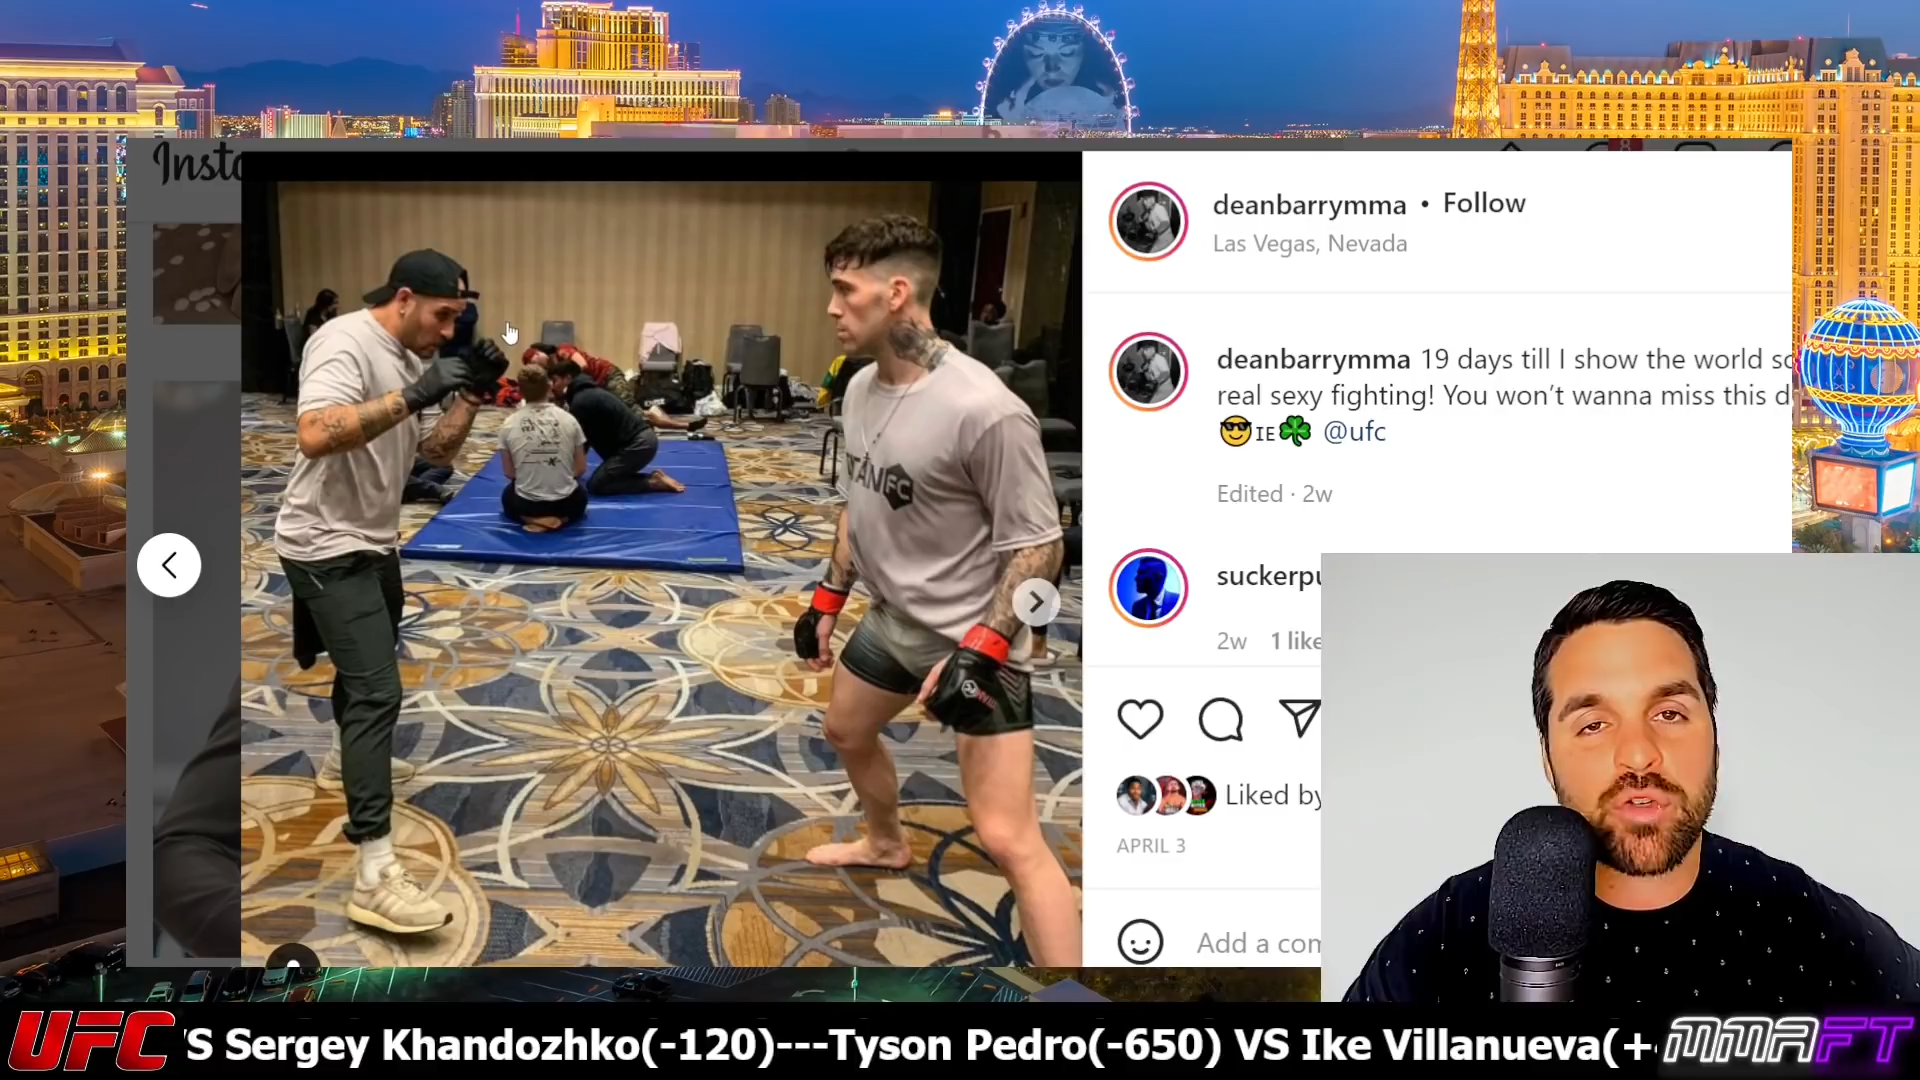 Insta
8
deanbarrymma • Follow
Las Vegas, Nevada
deanbarrymma 19 days till I show the world so
real sexy fighting! You won't wanna miss this d
😎IE☘️ @ufc
Edited · 2w
suckerpu
2w 1 like
TITANFC
Liked by
APRIL 3
Add a com
UFC 'S Sergey Khandozhko(-120)---Tyson Pedro(-650) VS Ike Villanueva(+ MMAFT